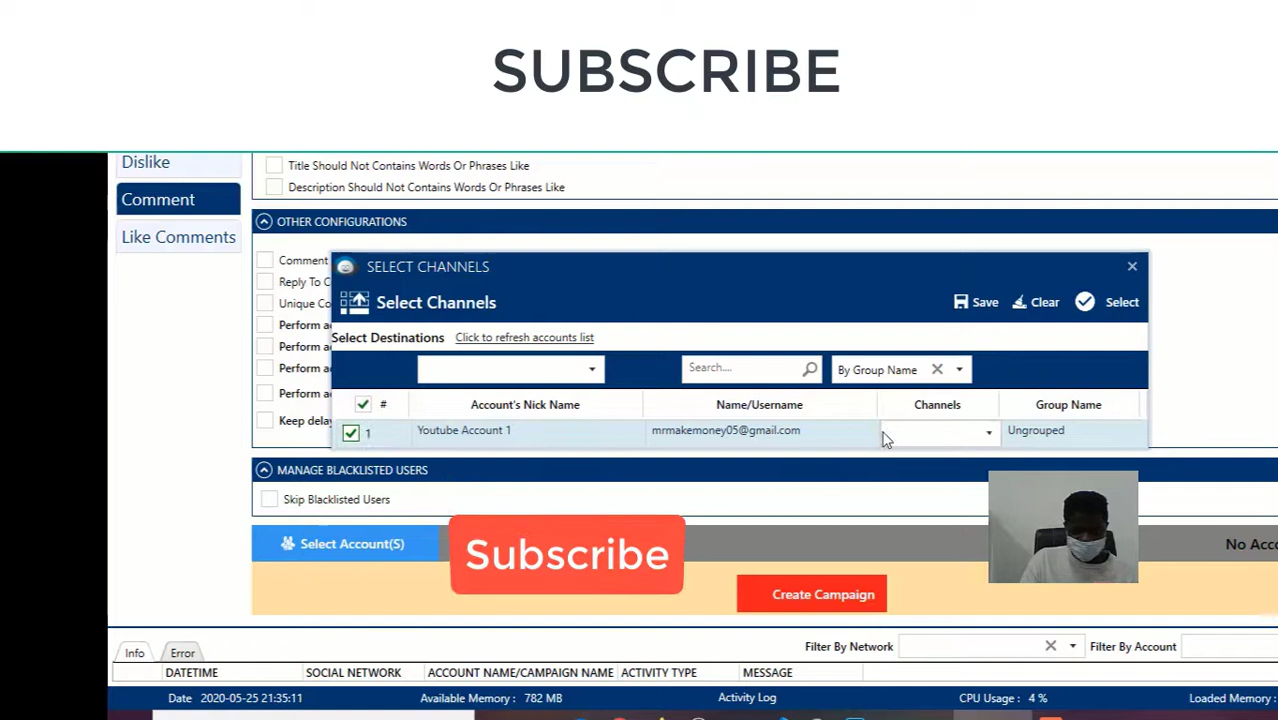 SUBSCRIBE
Dislike
Comment
Like Comments
Title Should Not Contains Words Or Phrases Like
Description Should Not Contains Words Or Phrases Like
OTHER CONFIGURATIONS
Comment
Reply To C
Unique Co
Perform ac
Perform ac
Perform ac
Perform ac
Keep delay
SELECT CHANNELS
Select Channels
Save
Clear
Select
Select Destinations Click to refresh accounts list
Search.... By Group Name
# Account's Nick Name Name/Username Channels Group Name
1 Youtube Account 1 mrmakemoney05@gmail.com Ungrouped
MANAGE BLACKLISTED USERS
Skip Blacklisted Users
Select Account(S)
No Acco
Subscribe
Create Campaign
Info Error Filter By Network Filter By Account
DATETIME SOCIAL NETWORK ACCOUNT NAME/CAMPAIGN NAME ACTIVITY TYPE MESSAGE
Date 2020-05-25 21:35:11 Available Memory : 782 MB Activity Log CPU Usage : 4 % Loaded Memory :